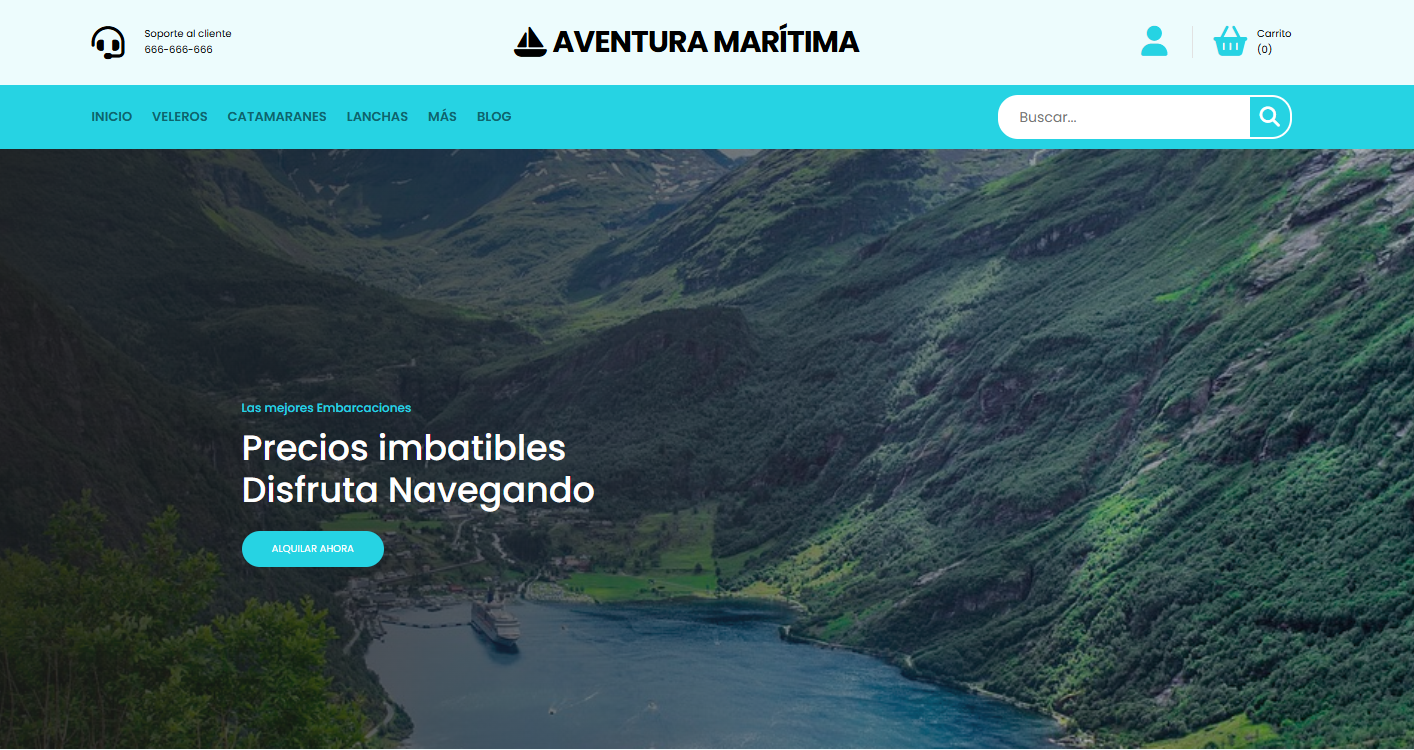 Soporte al cliente
666-666-666
AVENTURA MARÍTIMA
Carrito
(0)
INICIO VELEROS CATAMARANES LANCHAS MÁS BLOG
Buscar...
Las mejores Embarcaciones
Precios imbatibles
Disfruta Navegando
ALQUILAR AHORA